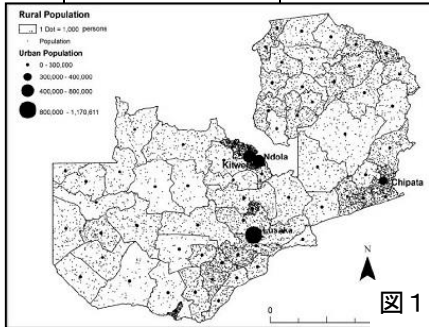 Rural Population
1 Dot = 1,000 persons
Population
Urban Population
0 - 300,000
300,000 - 400,000
400,000 - 800,000
800,000 - 1,170,611
Ndola
Kitwe
Chipata
Lusaka
N
0
図1